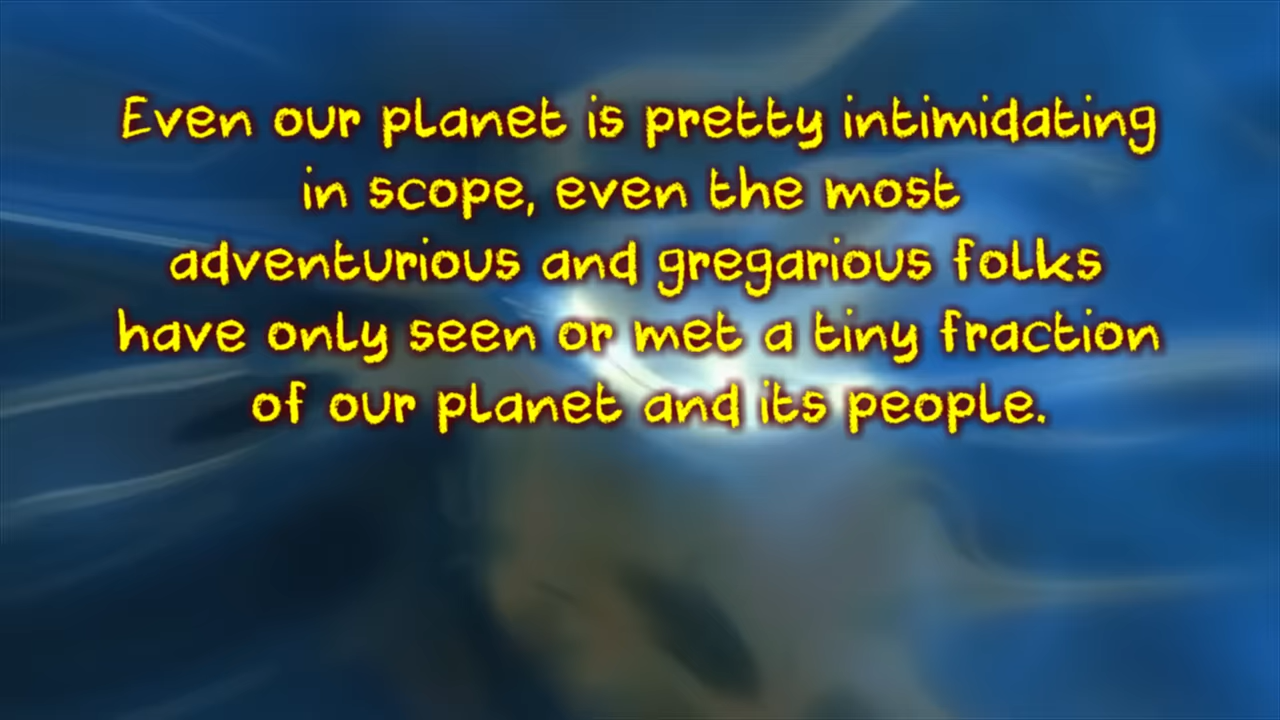 Even our planet is pretty intimidating
in scope, even the most
adventurious and gregarious folks
have only seen or met a tiny fraction
of our planet and its people.